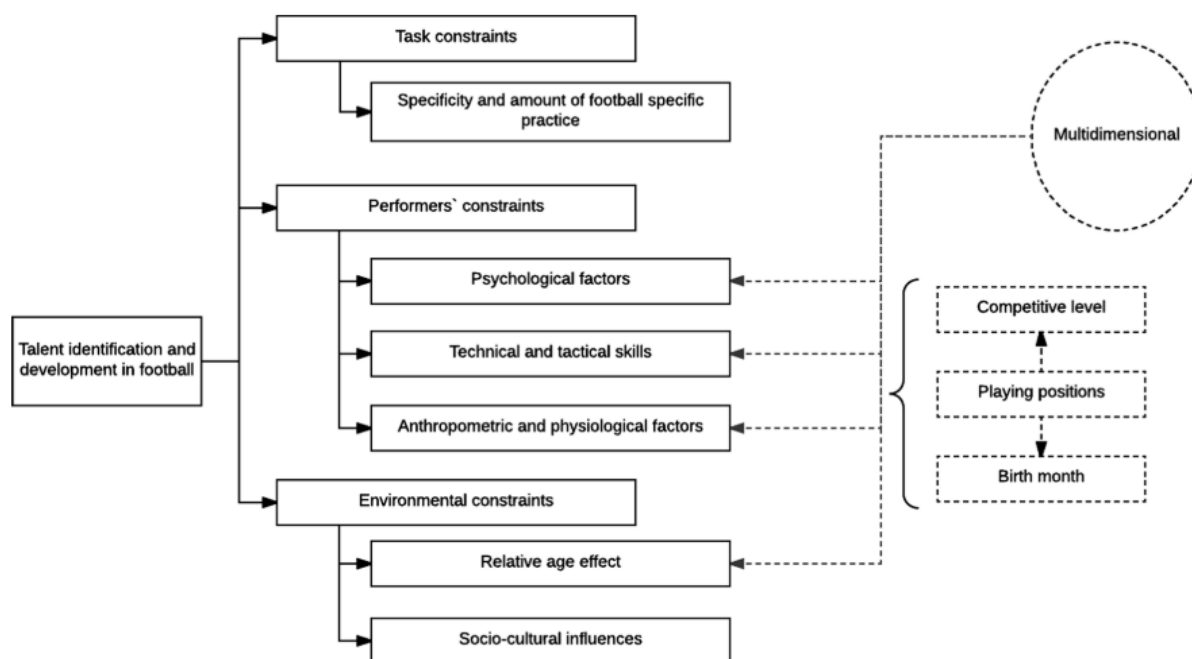 Task constraints
Specificity and amount of football specific
practice
Multidimensional
Performers` constraints
Psychological factors
Competitive level
Talent identification and
development in football
Technical and tactical skills
Playing positions
Anthropometric and physiological factors
Birth month
Environmental constraints
Relative age effect
Socio-cultural influences